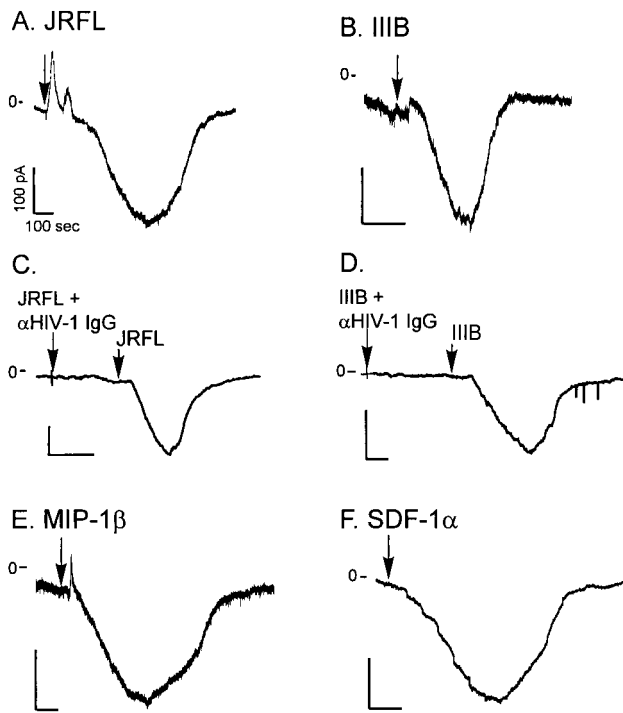 A. JRFL
0-
100 pA
100 sec
B. IIIB
0-
C.
JRFL +
αHIV-1 IgG
JRFL
0-
D.
IIIB +
αHIV-1 IgG
IIIB
0-
E. MIP-1β
0-
F. SDF-1α
0-